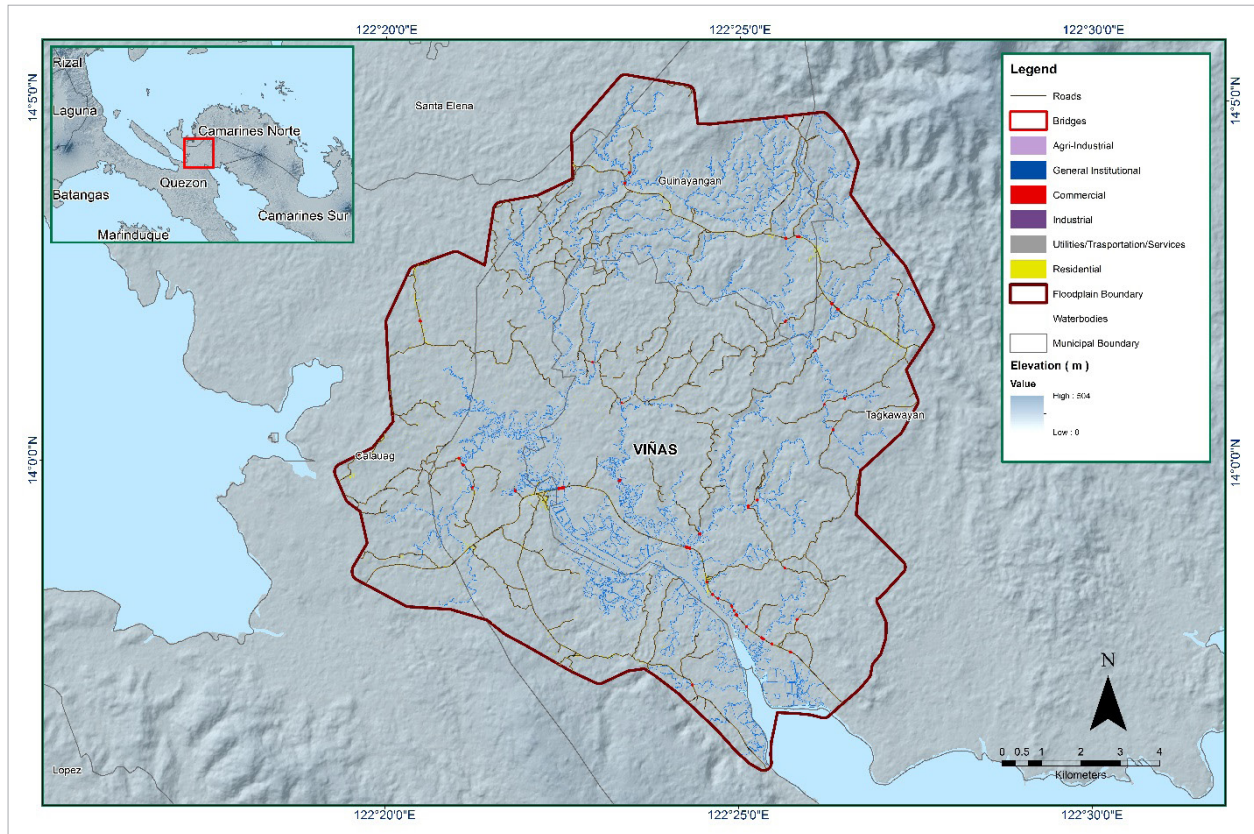 122°20'0"E
122°25'0"E
122°30'0"E
14°5'0"N
14°5'0"N
Rizal
Laguna
Camarines Norte
Quezon
Batangas
Camarines Sur
Marinduque
Santa Elena
Guinayangan
Tagkawayan
VIÑAS
Calauag
Lopez
14°0'0"N
14°0'0"N
Legend
Roads
Bridges
Agri-Industrial
General Institutional
Commercial
Industrial
Utilities/Trasportation/Services
Residential
Floodplain Boundary
Waterbodies
Municipal Boundary
Elevation ( m )
Value
High : 504
Low : 0
N
0 0.5 1 2 3 4
Kilometers
122°20'0"E
122°25'0"E
122°30'0"E